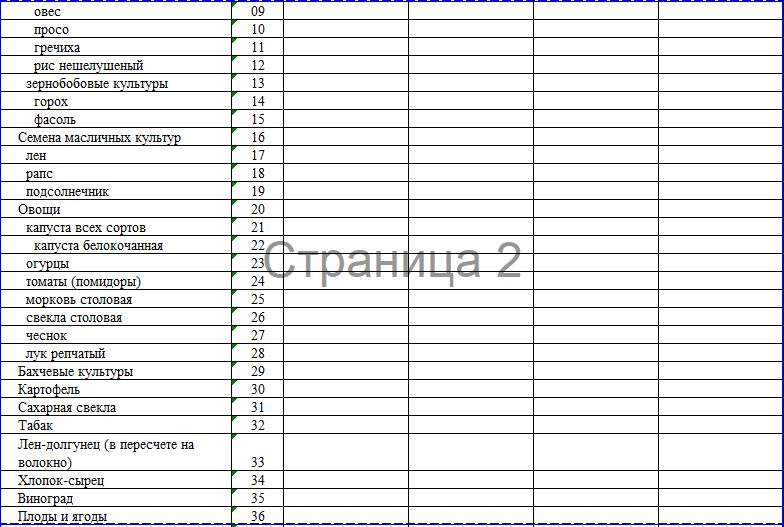 овес 09
просо 10
гречиха 11
рис нешелушеный 12
зернобобовые культуры 13
горох 14
фасоль 15
Семена масличных культур 16
лен 17
рапс 18
подсолнечник 19
Овощи 20
капуста всех сортов 21
капуста белокочанная 22
Страница 2
огурцы 23
томаты (помидоры) 24
морковь столовая 25
свекла столовая 26
чеснок 27
лук репчатый 28
Бахчевые культуры 29
Картофель 30
Сахарная свекла 31
Табак 32
Лен-долгунец (в пересчете на
волокно) 33
Хлопок-сырец 34
Виноград 35
Плоды и ягоды 36